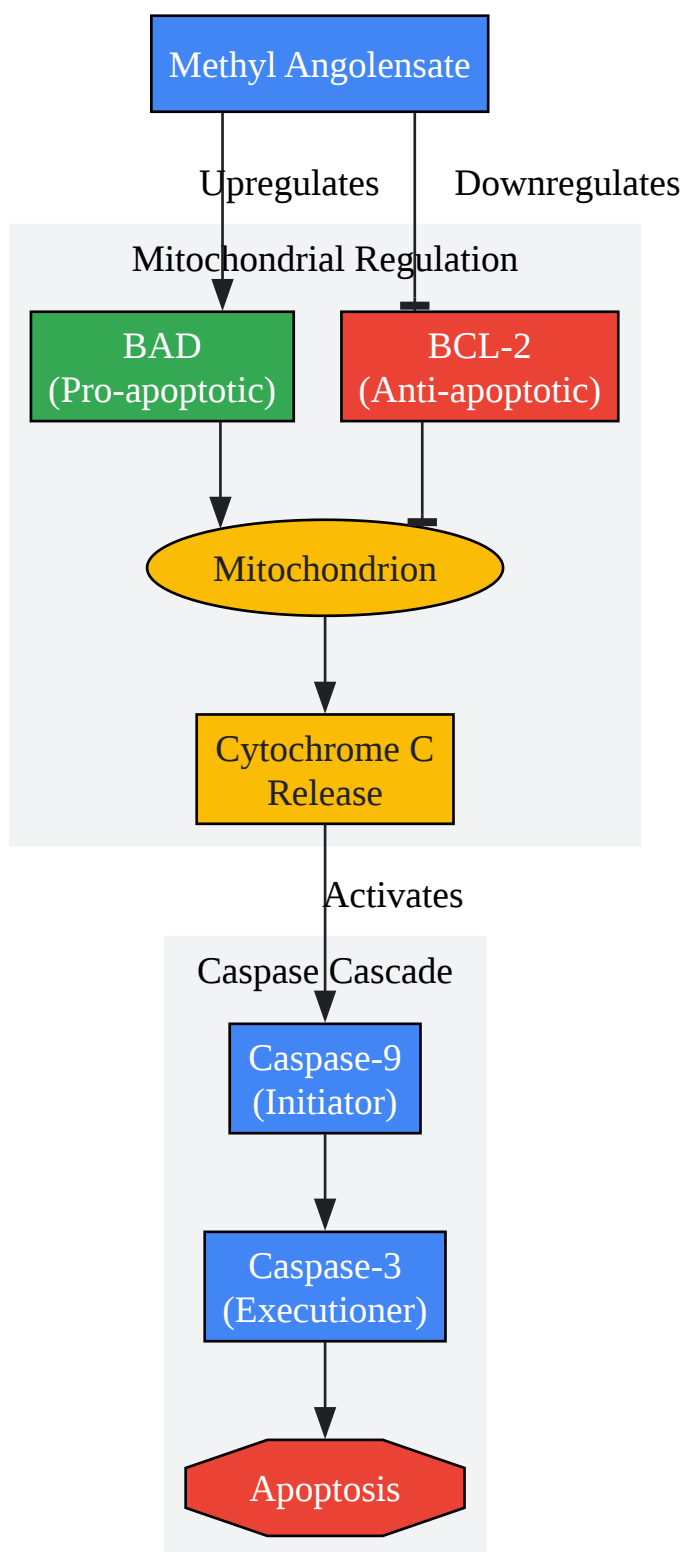 Methyl Angolensate
Upregulates
Downregulates
Mitochondrial Regulation
BAD
(Pro-apoptotic)
BCL-2
(Anti-apoptotic)
Mitochondrion
Cytochrome C
Release
Activates
Caspase Cascade
Caspase-9
(Initiator)
Caspase-3
(Executioner)
Apoptosis